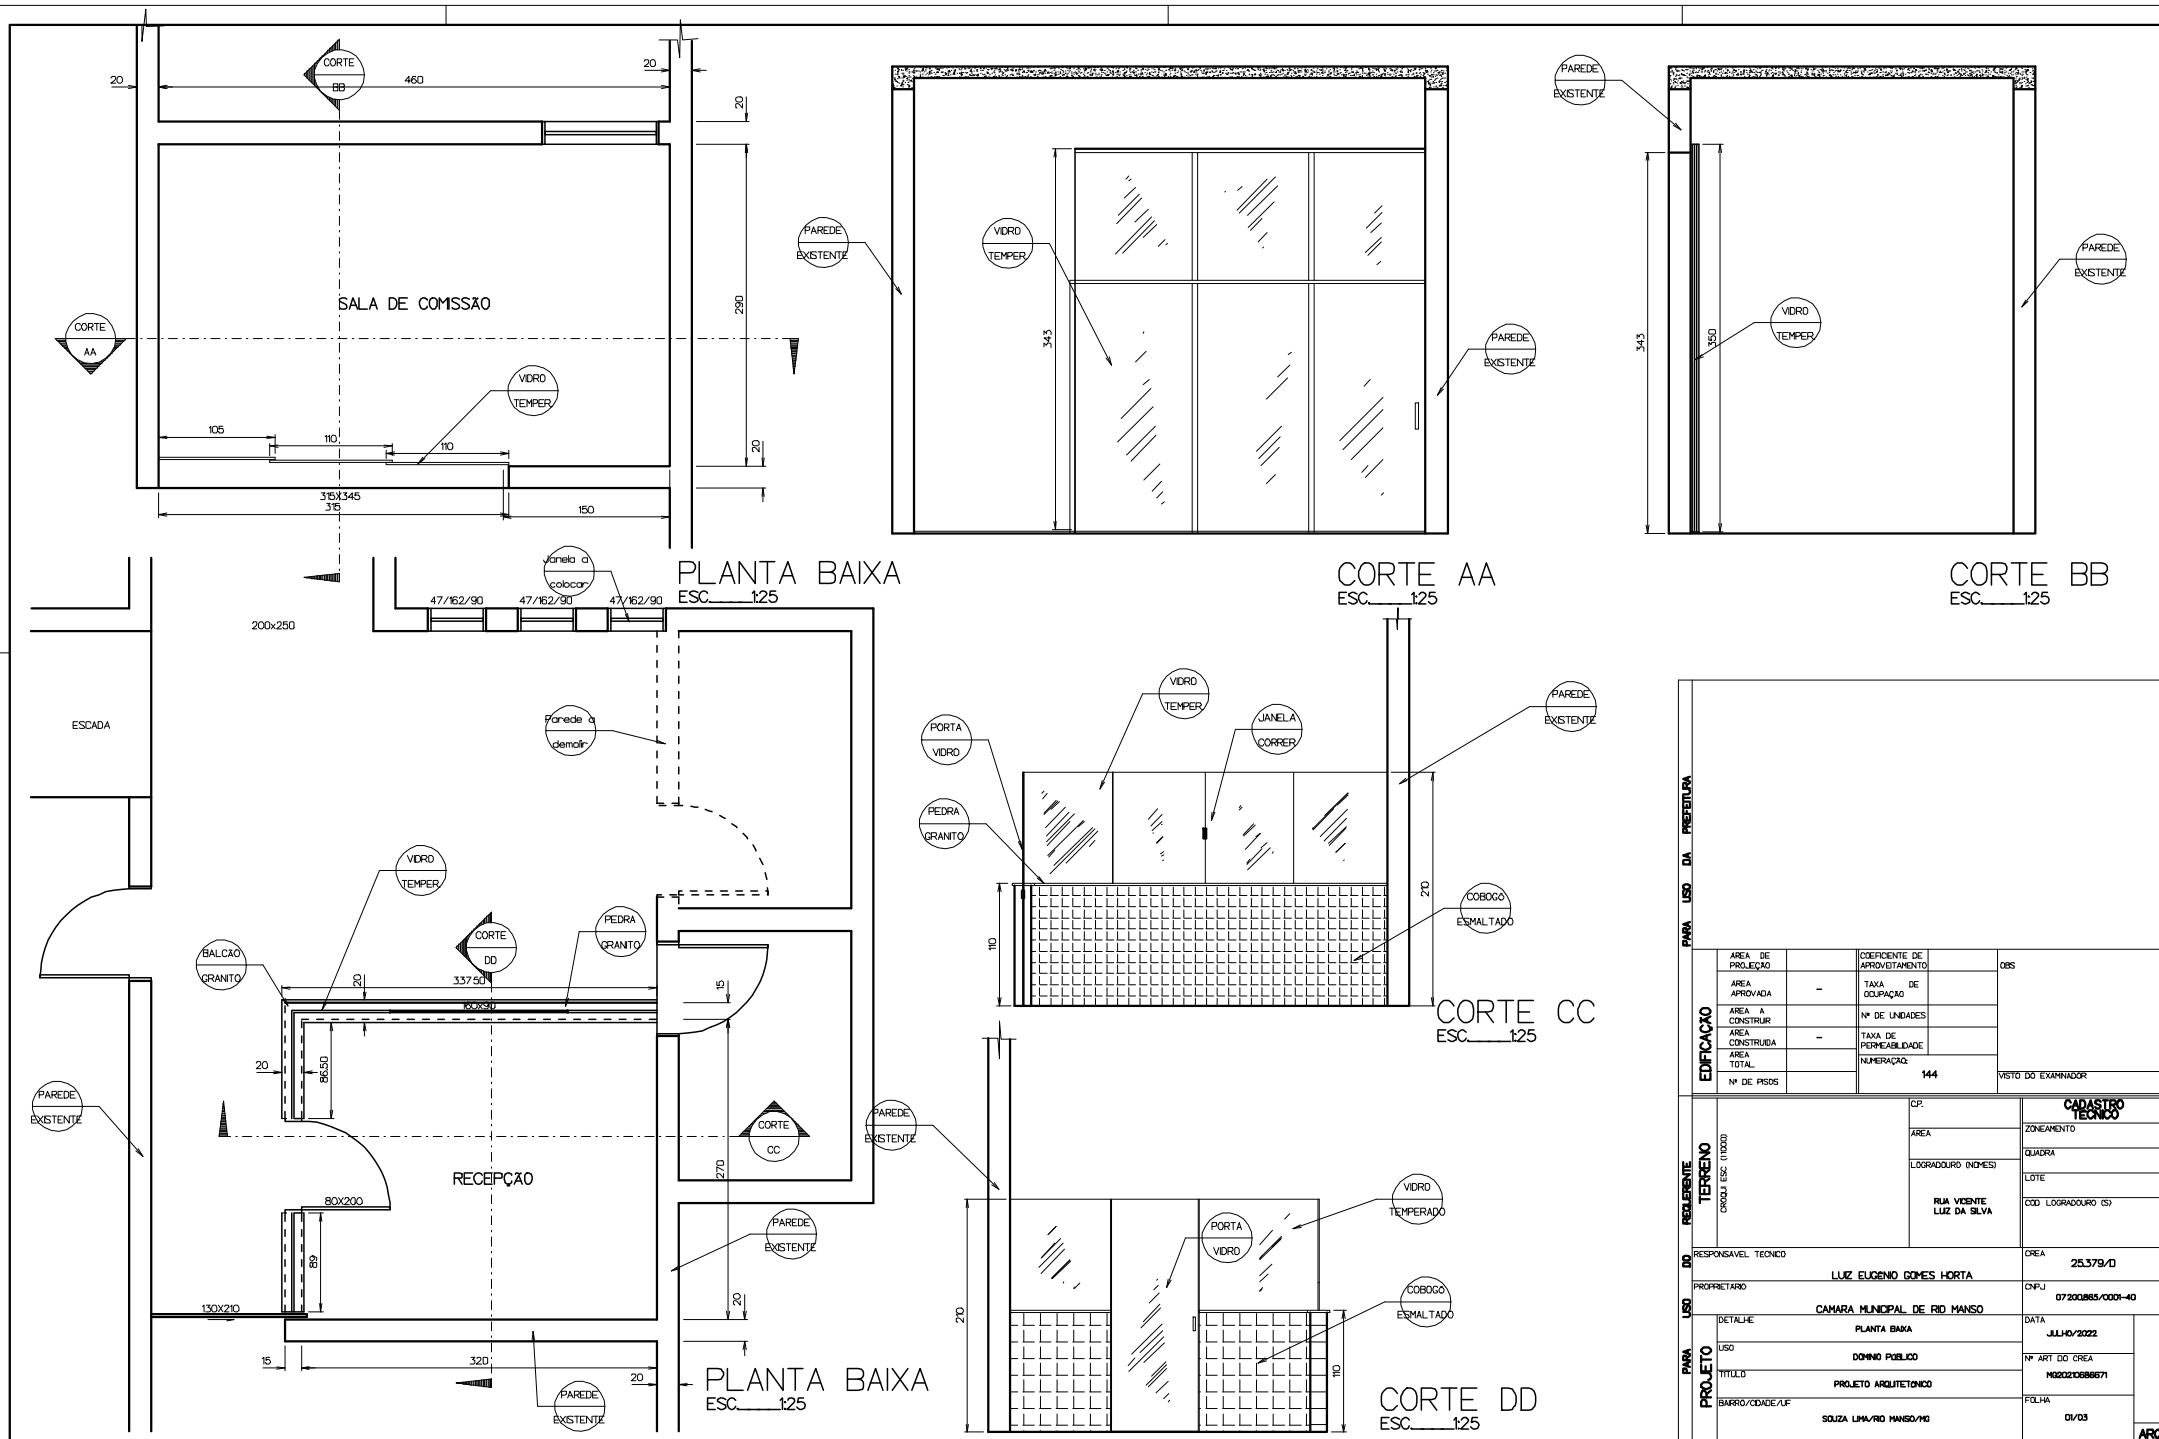 CORTE
BB
20
460
20
20
SALA DE COMISSÃO
290
CORTE
AA
VIDRO
TEMPER.
105
110
110
20
315X345
315
150
PLANTA BAIXA
ESC.____1:25
PAREDE
EXISTENTE
VIDRO
TEMPER.
343
PAREDE
EXISTENTE
CORTE AA
ESC.____1:25
PAREDE
EXISTENTE
PAREDE
EXISTENTE
VIDRO
TEMPER.
343
350
CORTE BB
ESC.____1:25
Janela a
colocar
47/162/90
47/162/90
47/162/90
200x250
ESCADA
Parede a
demolir
VIDRO
TEMPER.
PEDRA
GRANITO
CORTE
DD
BALCÃO
GRANITO
20
337.50
160x90
15
20
86.50
PAREDE
EXISTENTE
CORTE
CC
RECEPÇÃO
270
80X200
89
PAREDE
EXISTENTE
130X210
20
15
320
20
PAREDE
EXISTENTE
PLANTA BAIXA
ESC.____1:25
VIDRO
TEMPER.
PAREDE
EXISTENTE
PORTA
VIDRO
JANELA
CORRER
PEDRA
GRANITO
COBOGÓ
ESMALTADO
210
110
CORTE CC
ESC.____1:25
PAREDE
EXISTENTE
VIDRO
TEMPERADO
PORTA
VIDRO
COBOGÓ
ESMALTADO
210
110
CORTE DD
ESC.____1:25
PARA USO DA PREFEITURA
EDIFICAÇÃO
AREA DE
PROJEÇÃO
COEFICIENTE DE
APROVEITAMENTO
OBS
AREA
APROVADA
-
TAXA DE
OCUPAÇÃO
AREA A
CONSTRUIR
Nº DE UNIDADES
AREA
CONSTRUIDA
-
TAXA DE
PERMEABILIDADE
AREA
TOTAL
NUMERAÇÃO:
144
Nº DE PISOS
VISTO DO EXAMINADOR
PARA USO DO REQUERENTE
TERRENO
CROQUI ESC (1:1000)
C.P.
CADASTRO
TECNICO
AREA
ZONEAMENTO
QUADRA
LOGRADOURO (NOMES)
LOTE
RUA VICENTE
LUIZ DA SILVA
COD LOGRADOURO (S)
RESPONSAVEL TECNICO
LUIZ EUGENIO GOMES HORTA
CREA
25.379/D
PROPRIETARIO
CAMARA MUNICIPAL DE RIO MANSO
CNPJ
07200.865/0001-40
PROJETO
DETALHE
PLANTA BAIXA
DATA
JULHO/2022
USO
DOMINIO PÚBLICO
Nº ART DO CREA
MG20210686671
TITULO
PROJETO ARQUITETONICO
BAIRRO/CIDADE/UF
SOUZA LIMA/RIO MANSO/MG
FOLHA
01/03